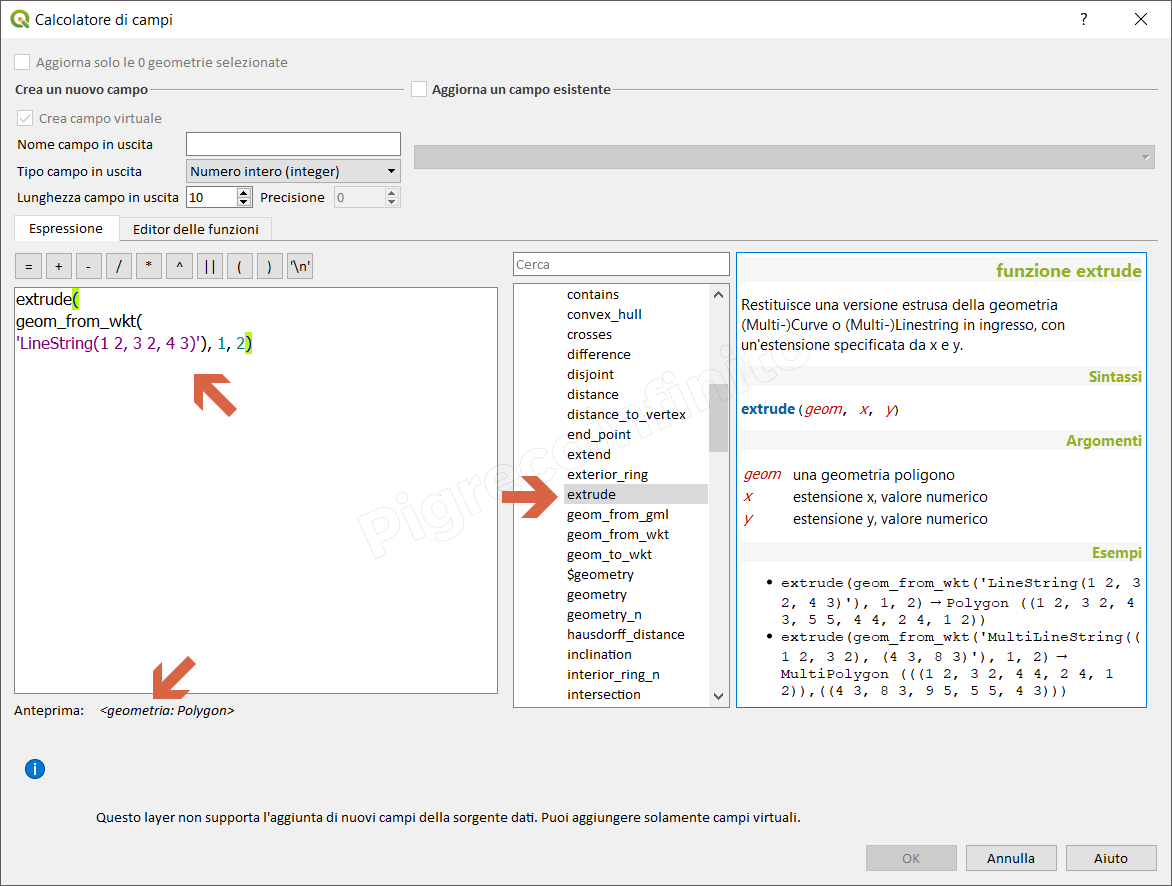 Calcolatore di campi
?
Aggiorna solo le 0 geometrie selezionate
Crea un nuovo campo
Aggiorna un campo esistente
Crea campo virtuale
Nome campo in uscita
Tipo campo in uscita
Numero intero (integer)
Lunghezza campo in uscita
10
Precisione
0
Espressione
Editor delle funzioni
= + - / * ^ || ( ) '\n'
extrude(
geom_from_wkt(
'LineString(1 2, 3 2, 4 3)'), 1, 2)
Anteprima: <geometria: Polygon>
Cerca
contains
convex_hull
crosses
difference
disjoint
distance
distance_to_vertex
end_point
extend
exterior_ring
extrude
geom_from_gml
geom_from_wkt
geom_to_wkt
$geometry
geometry
geometry_n
hausdorff_distance
inclination
interior_ring_n
intersection
funzione extrude
Restituisce una versione estrusa della geometria
(Multi-)Curve o (Multi-)Linestring in ingresso, con
un'estensione specificata da x e y.
Sintassi
extrude(geom, x, y)
Argomenti
geom una geometria poligono
x estensione x, valore numerico
y estensione y, valore numerico
Esempi
• extrude(geom_from_wkt('LineString(1 2, 3
2, 4 3)'), 1, 2) → Polygon ((1 2, 3 2, 4
3, 5 5, 4 4, 2 4, 1 2))
• extrude(geom_from_wkt('MultiLineString((
1 2, 3 2), (4 3, 8 3)'), 1, 2) →
MultiPolygon (((1 2, 3 2, 4 4, 2 4, 1
2)),((4 3, 8 3, 9 5, 5 5, 4 3)))
Pigrecoinfinito
i
Questo layer non supporta l'aggiunta di nuovi campi della sorgente dati. Puoi aggiungere solamente campi virtuali.
OK
Annulla
Aiuto